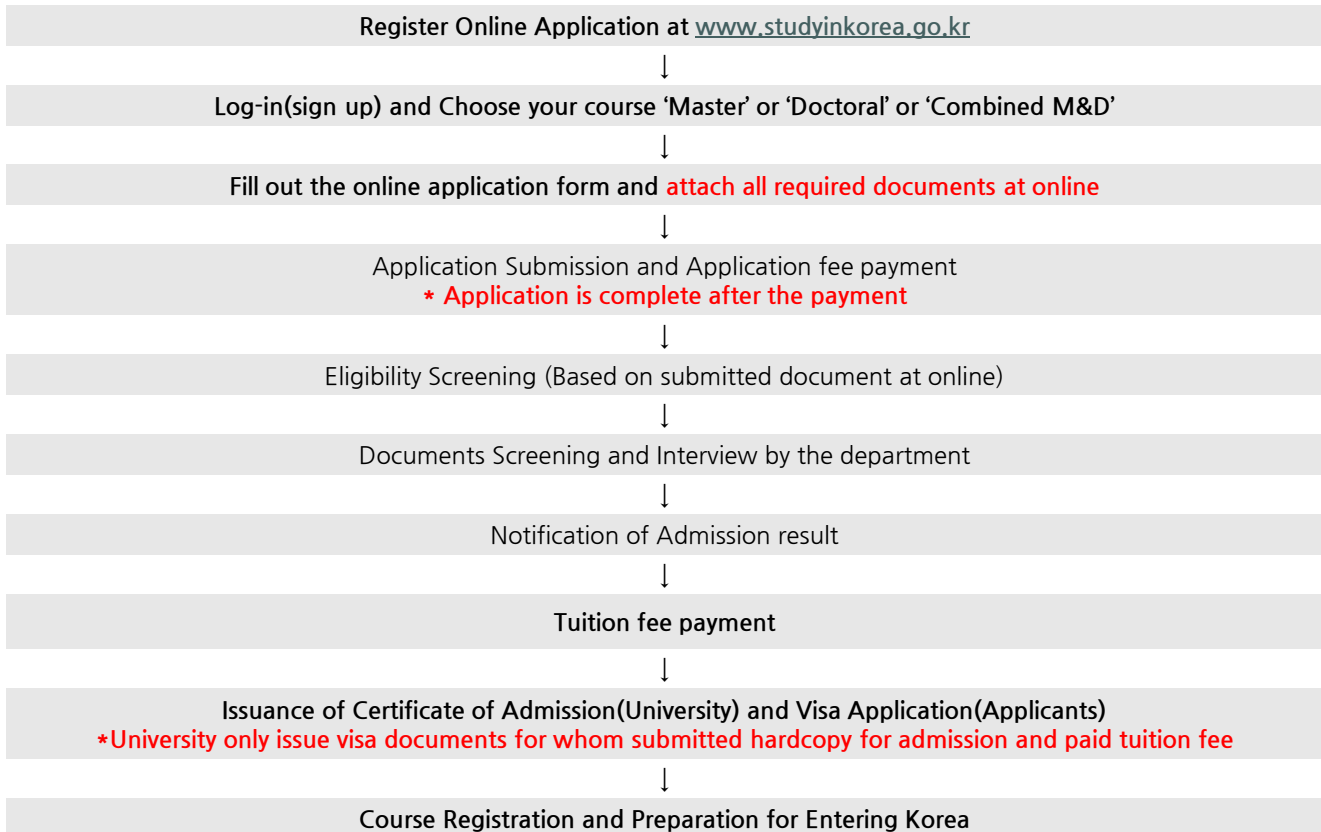 Register Online Application at www.studyinkorea.go.kr
↓
Log-in(sign up) and Choose your course ‘Master’ or ‘Doctoral’ or ‘Combined M&D’
↓
Fill out the online application form and attach all required documents at online
↓
Application Submission and Application fee payment
* Application is complete after the payment
↓
Eligibility Screening (Based on submitted document at online)
↓
Documents Screening and Interview by the department
↓
Notification of Admission result
↓
Tuition fee payment
↓
Issuance of Certificate of Admission(University) and Visa Application(Applicants)
*University only issue visa documents for whom submitted hardcopy for admission and paid tuition fee
↓
Course Registration and Preparation for Entering Korea